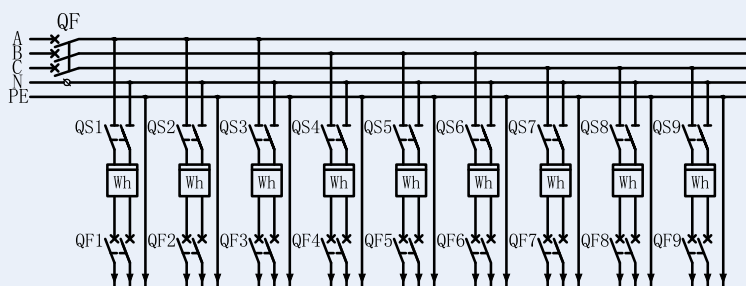 QF
A
B
C
N
PE
QS1 QS2 QS3 QS4 QS5 QS6 QS7 QS8 QS9
Wh Wh Wh Wh Wh Wh Wh Wh Wh
QF1 QF2 QF3 QF4 QF5 QF6 QF7 QF8 QF9